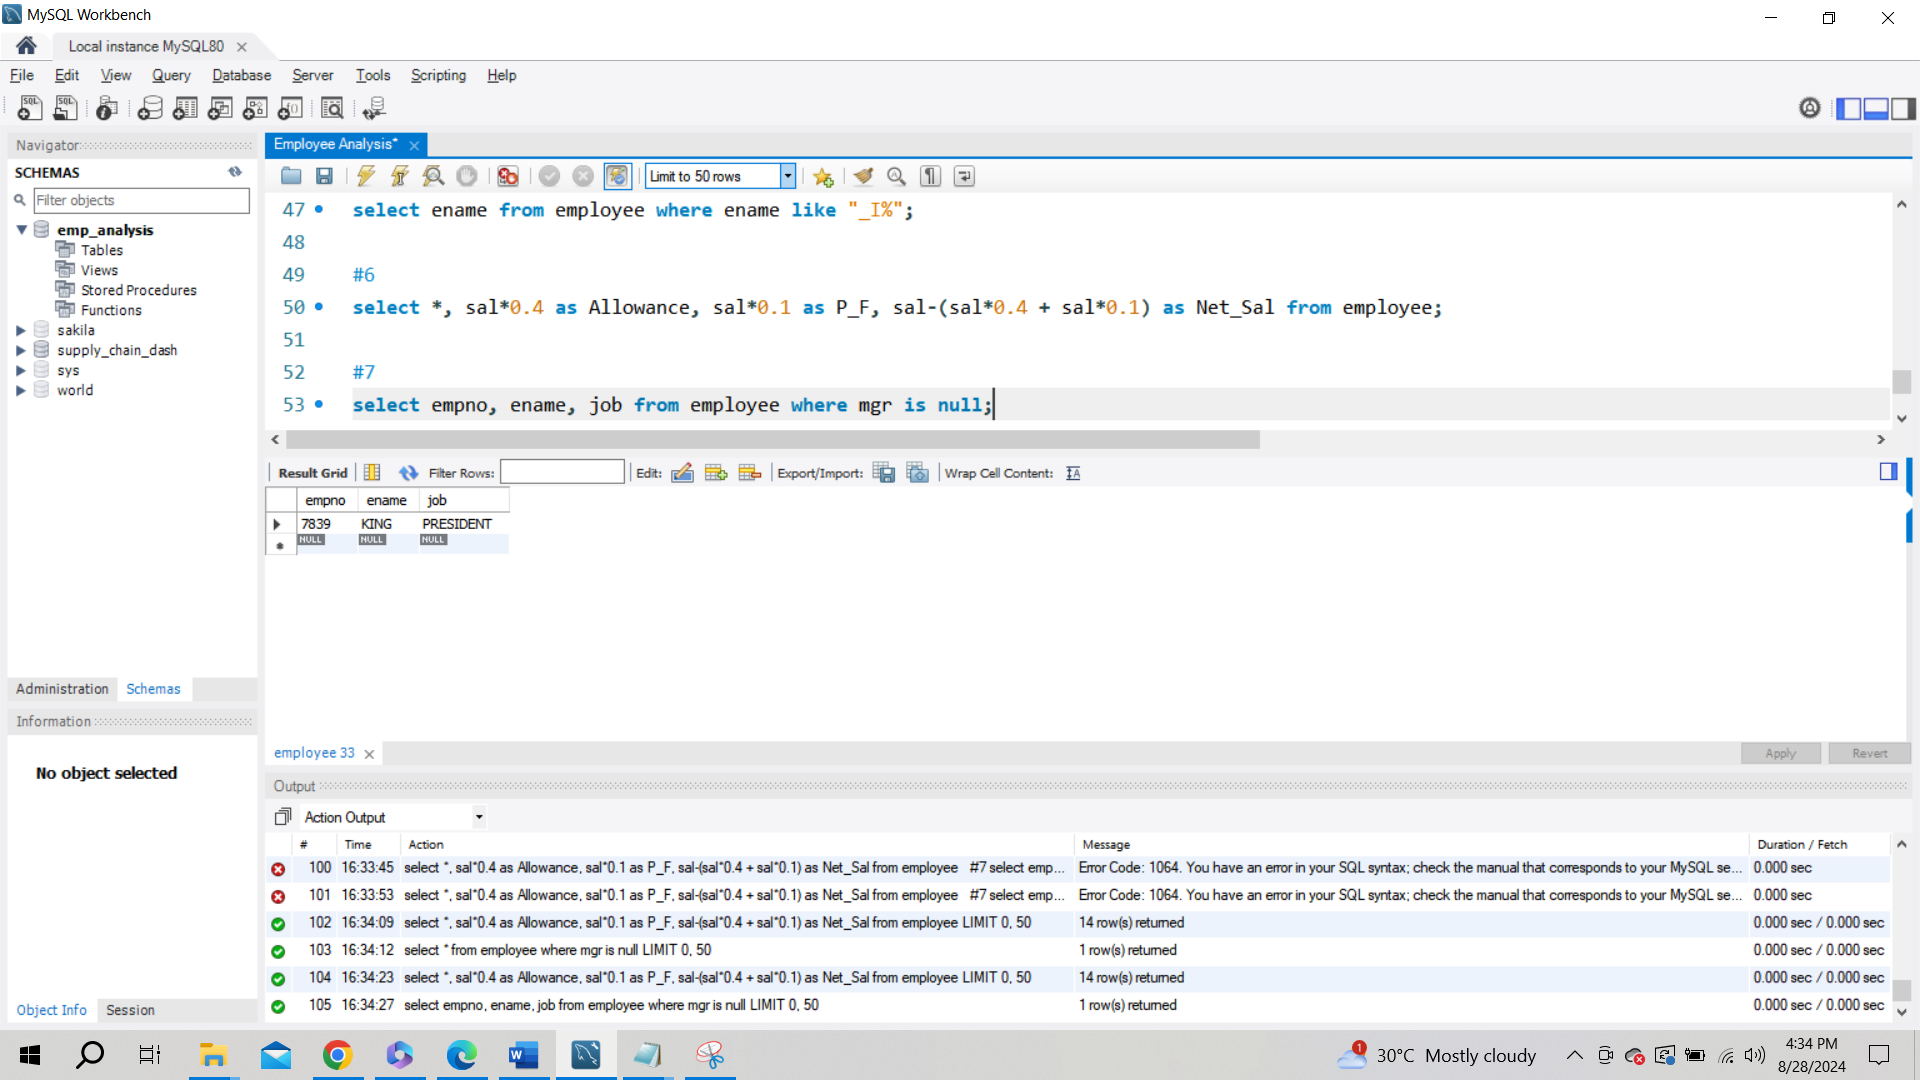 MySQL Workbench
Local instance MySQL80
File Edit View Query Database Server Tools Scripting Help
Navigator
SCHEMAS
Filter objects
emp_analysis
Tables
Views
Stored Procedures
Functions
sakila
supply_chain_dash
sys
world
Administration Schemas
Information
No object selected
Object Info Session
Employee Analysis*
Limit to 50 rows
47 select ename from employee where ename like "_I%";
48
49 #6
50 select *, sal*0.4 as Allowance, sal*0.1 as P_F, sal-(sal*0.4 + sal*0.1) as Net_Sal from employee;
51
52 #7
53 select empno, ename, job from employee where mgr is null;
Result Grid Filter Rows: Edit: Export/Import: Wrap Cell Content:
empno ename job
7839 KING PRESIDENT
NULL NULL NULL
employee 33
Apply Revert
Output
Action Output
# Time Action Message Duration / Fetch
100 16:33:45 select *, sal*0.4 as Allowance, sal*0.1 as P_F, sal-(sal*0.4 + sal*0.1) as Net_Sal from employee #7 select emp... Error Code: 1064. You have an error in your SQL syntax; check the manual that corresponds to your MySQL se... 0.000 sec
101 16:33:53 select *, sal*0.4 as Allowance, sal*0.1 as P_F, sal-(sal*0.4 + sal*0.1) as Net_Sal from employee #7 select emp... Error Code: 1064. You have an error in your SQL syntax; check the manual that corresponds to your MySQL se... 0.000 sec
102 16:34:09 select *, sal*0.4 as Allowance, sal*0.1 as P_F, sal-(sal*0.4 + sal*0.1) as Net_Sal from employee LIMIT 0, 50 14 row(s) returned 0.000 sec / 0.000 sec
103 16:34:12 select * from employee where mgr is null LIMIT 0, 50 1 row(s) returned 0.000 sec / 0.000 sec
104 16:34:23 select *, sal*0.4 as Allowance, sal*0.1 as P_F, sal-(sal*0.4 + sal*0.1) as Net_Sal from employee LIMIT 0, 50 14 row(s) returned 0.000 sec / 0.000 sec
105 16:34:27 select empno, ename, job from employee where mgr is null LIMIT 0, 50 1 row(s) returned 0.000 sec / 0.000 sec
1 30°C Mostly cloudy
4:34 PM
8/28/2024